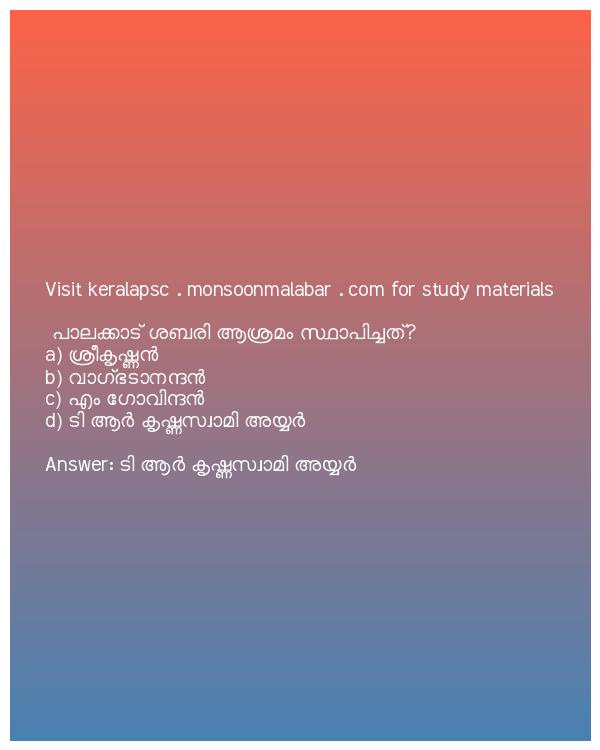 Visit keralapsc . monsoonmalabar . com for study materials
പാലക്കാട് ശബരി ആശ്രമം സ്ഥാപിച്ചത്?
a) ശ്രീകൃഷ്ണൻ
b) വാഗ്ഭടാനന്ദൻ
c) എം ഗോവിന്ദൻ
d) ടി ആർ കൃഷ്ണസ്വാമി അയ്യർ
Answer: ടി ആർ കൃഷ്ണസ്വാമി അയ്യർ